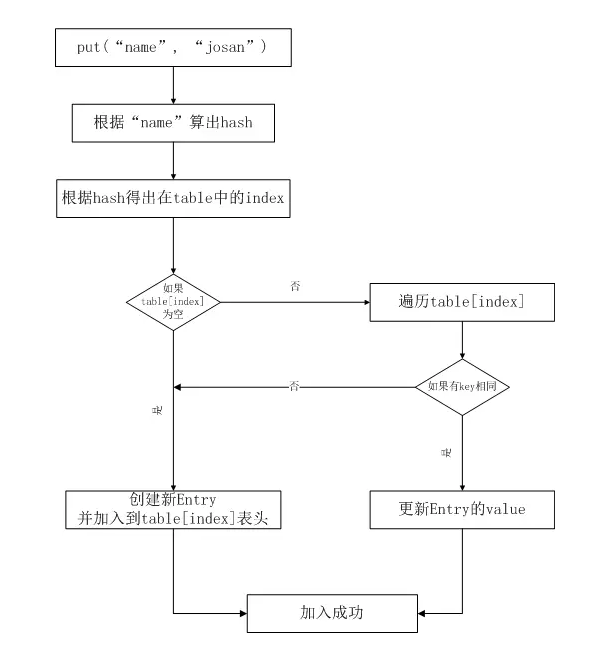 put(“name”, “josan”)
根据“name”算出hash
根据hash得出在table中的index
如果
table[index]
为空
否
遍历table[index]
如果有key相同
否
是
是
创建新Entry
并加入到table[index]表头
更新Entry的value
加入成功